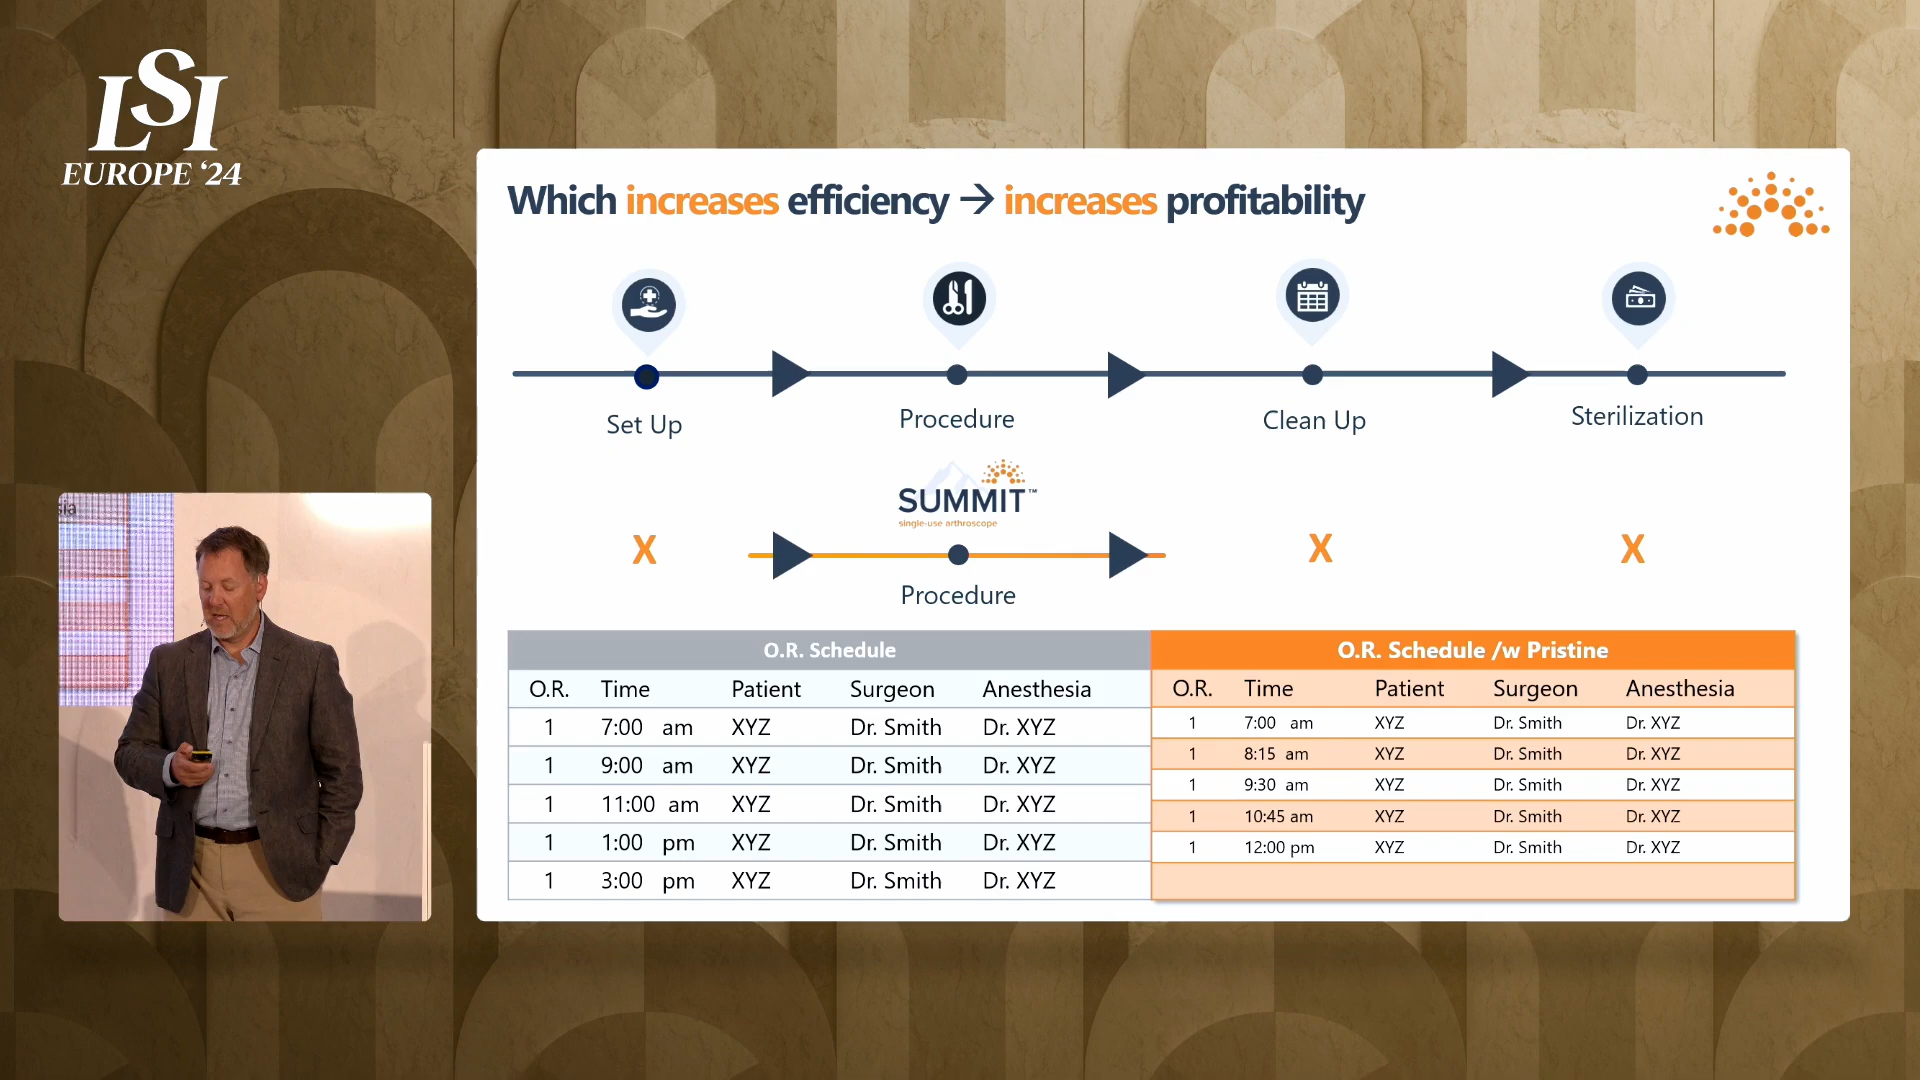 LSI
EUROPE ‘24
Which increases efficiency → increases profitability
Set Up
Procedure
Clean Up
Sterilization
SUMMIT™
single-use arthroscope
X
X
X
Procedure
sia
O.R. Schedule
O.R. Time Patient Surgeon Anesthesia
1 7:00 am XYZ Dr. Smith Dr. XYZ
1 9:00 am XYZ Dr. Smith Dr. XYZ
1 11:00 am XYZ Dr. Smith Dr. XYZ
1 1:00 pm XYZ Dr. Smith Dr. XYZ
1 3:00 pm XYZ Dr. Smith Dr. XYZ
O.R. Schedule /w Pristine
O.R. Time Patient Surgeon Anesthesia
1 7:00 am XYZ Dr. Smith Dr. XYZ
1 8:15 am XYZ Dr. Smith Dr. XYZ
1 9:30 am XYZ Dr. Smith Dr. XYZ
1 10:45 am XYZ Dr. Smith Dr. XYZ
1 12:00 pm XYZ Dr. Smith Dr. XYZ